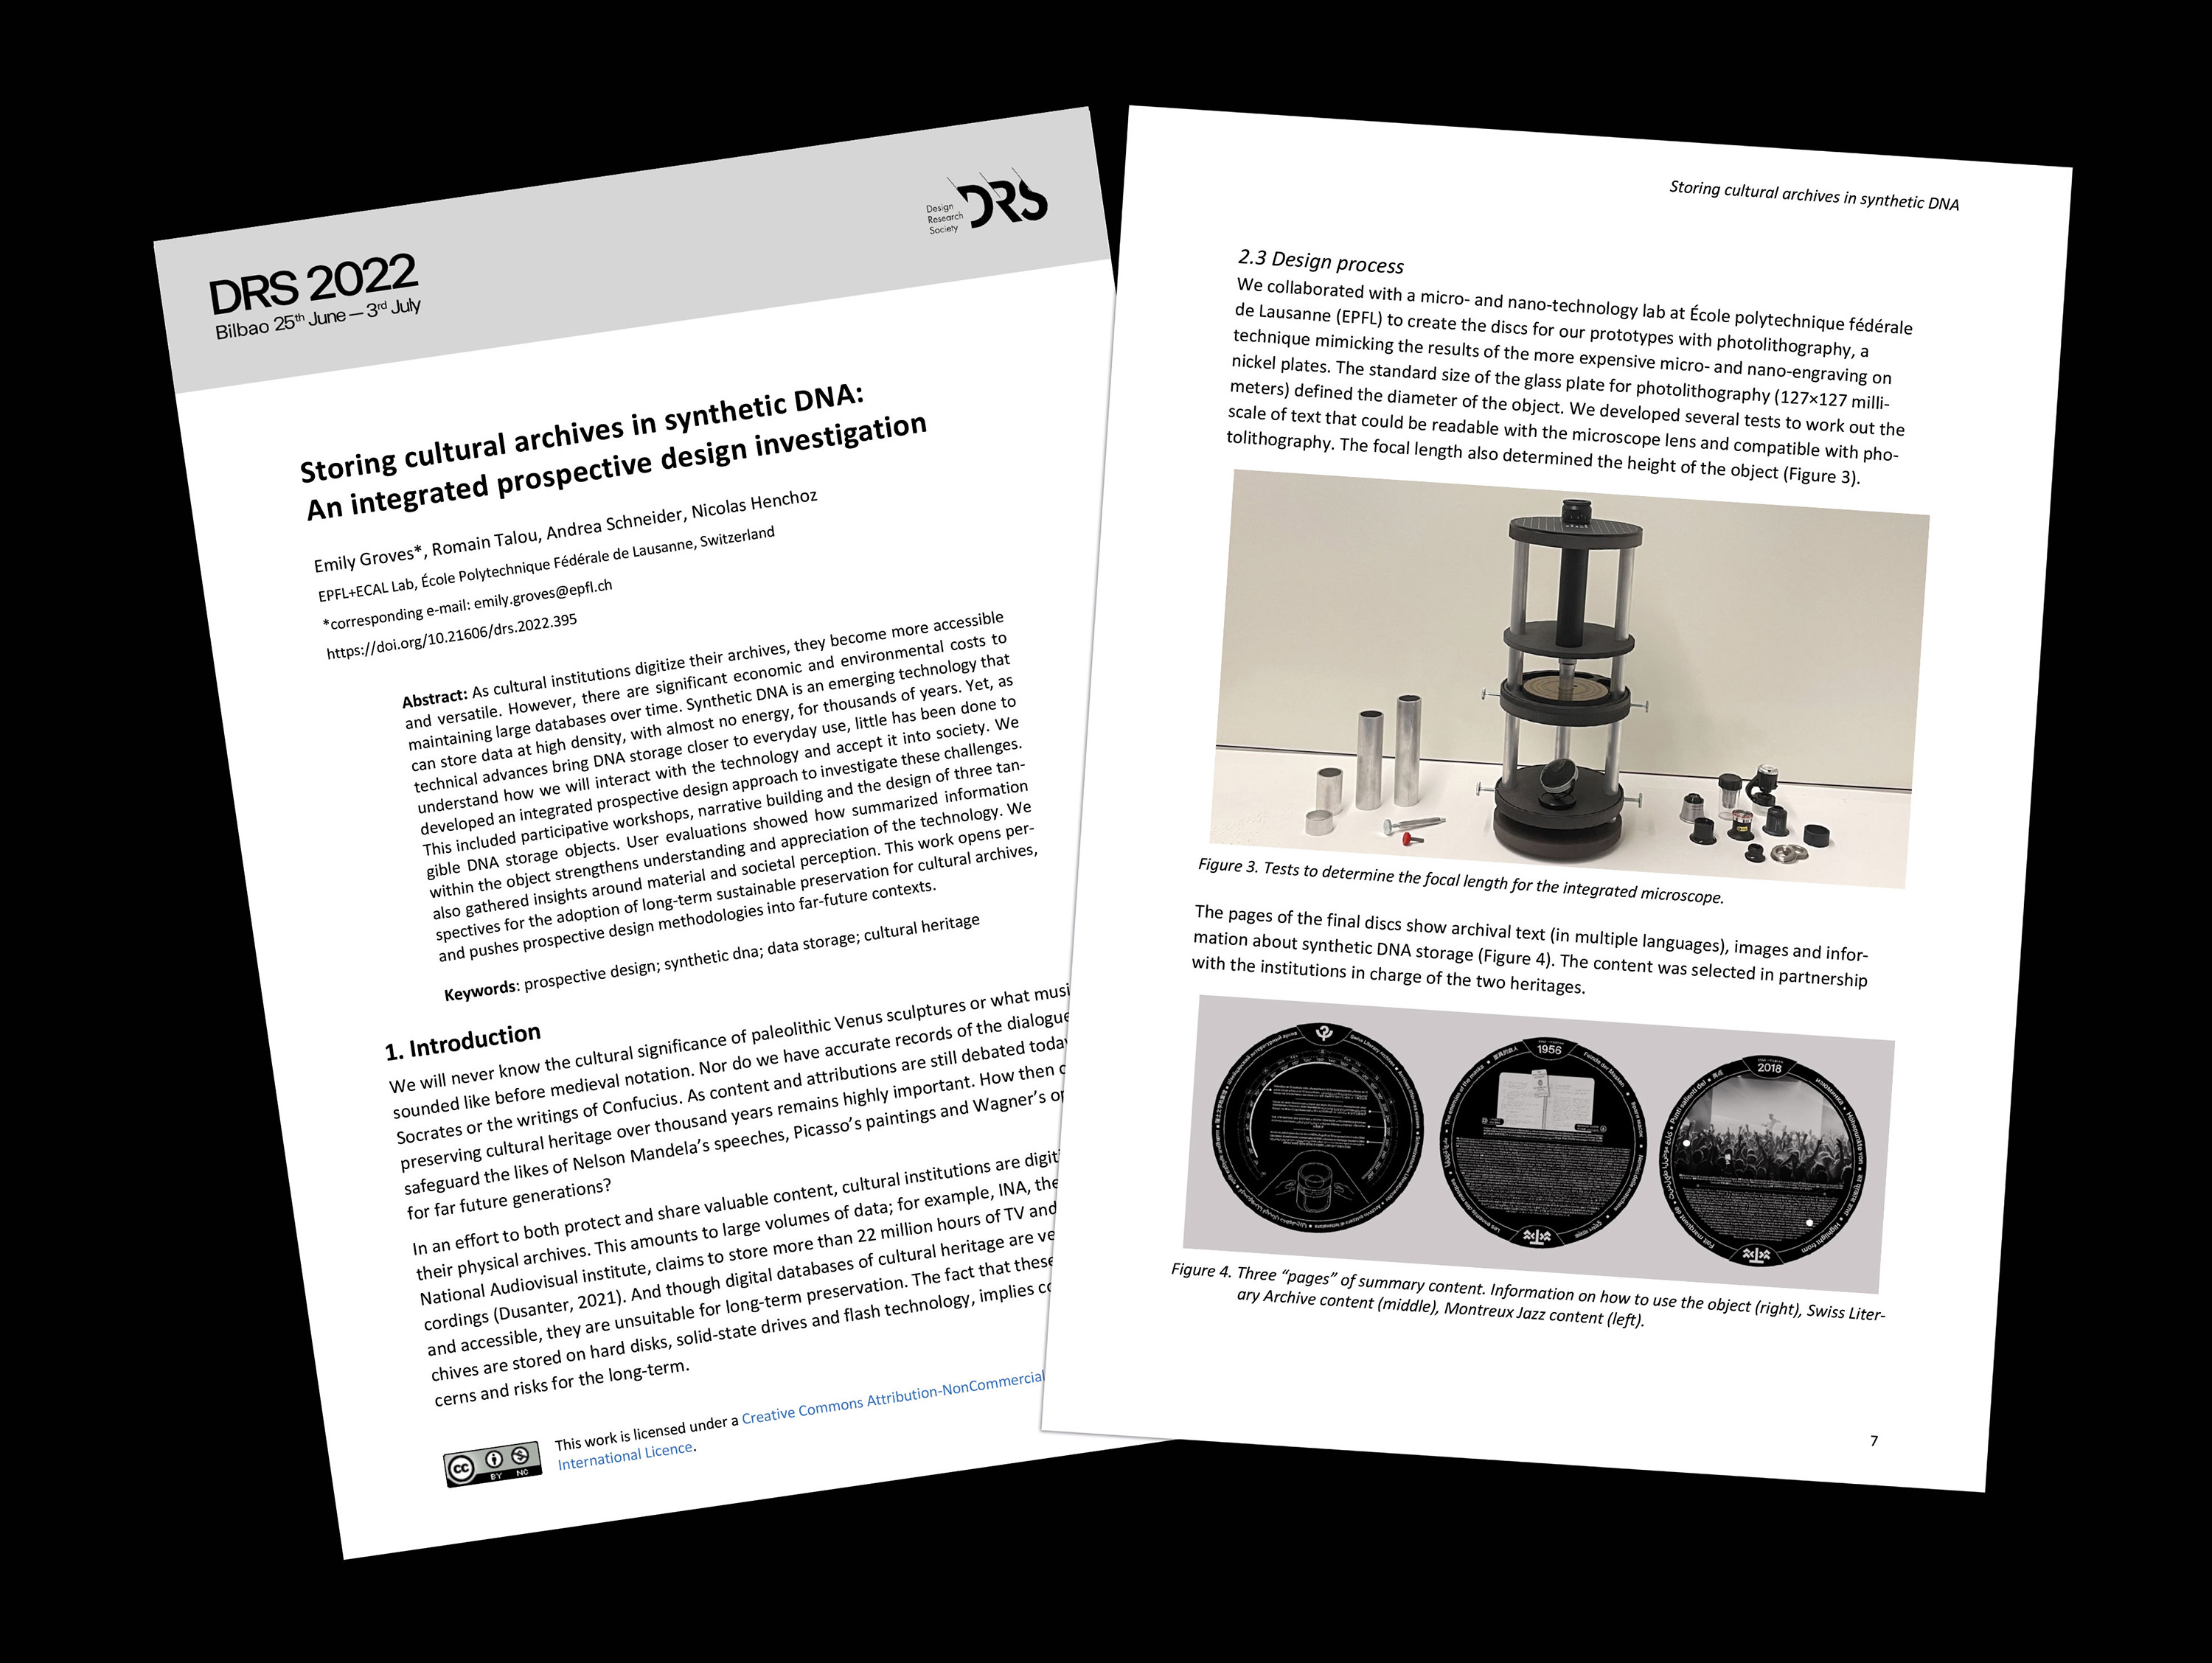 DRS 2022
Bilbao 25th June — 3rd July
Design
Research
Society
DRS
Storing cultural archives in synthetic DNA:
An integrated prospective design investigation
Emily Groves*, Romain Talou, Andrea Schneider, Nicolas Henchoz
EPFL+ECAL Lab, École Polytechnique Fédérale de Lausanne, Switzerland
*corresponding e-mail: emily.groves@epfl.ch
https://doi.org/10.21606/drs.2022.395
Abstract: As cultural institutions digitize their archives, they become more accessible
and versatile. However, there are significant economic and environmental costs to
maintaining large databases over time. Synthetic DNA is an emerging technology that
can store data at high density, with almost no energy, for thousands of years. Yet, as
technical advances bring DNA storage closer to everyday use, little has been done to
understand how we will interact with the technology and accept it into society. We
developed an integrated prospective design approach to investigate these challenges.
This included participative workshops, narrative building and the design of three tan-
gible DNA storage objects. User evaluations showed how summarized information
within the object strengthens understanding and appreciation of the technology. We
also gathered insights around material and societal perception. This work opens per-
spectives for the adoption of long-term sustainable preservation for cultural archives,
and pushes prospective design methodologies into far-future contexts.
Keywords: prospective design; synthetic dna; data storage; cultural heritage
1. Introduction
We will never know the cultural significance of paleolithic Venus sculptures or what musi
sounded like before medieval notation. Nor do we have accurate records of the dialogue
Socrates or the writings of Confucius. As content and attributions are still debated today
preserving cultural heritage over thousand years remains highly important. How then
safeguard the likes of Nelson Mandela's speeches, Picasso's paintings and Wagner's
for far future generations?
In an effort to both protect and share valuable content, cultural institutions are digiti
their physical archives. This amounts to large volumes of data; for example, INA, the
National Audiovisual institute, claims to store more than 22 million hours of TV and
cordings (Dusanter, 2021). And though digital databases of cultural heritage are ve
and accessible, they are unsuitable for long-term preservation. The fact that these
chives are stored on hard disks, solid-state drives and flash technology, implies co
cerns and risks for the long-term.
cc BY NC
This work is licensed under a Creative Commons Attribution-NonCommercial
International Licence.
Storing cultural archives in synthetic DNA
2.3 Design process
We collaborated with a micro- and nano-technology lab at École polytechnique fédérale
de Lausanne (EPFL) to create the discs for our prototypes with photolithography, a
technique mimicking the results of the more expensive micro- and nano-engraving on
nickel plates. The standard size of the glass plate for photolithography (127×127 milli-
meters) defined the diameter of the object. We developed several tests to work out the
scale of text that could be readable with the microscope lens and compatible with pho-
tolithography. The focal length also determined the height of the object (Figure 3).
Figure 3. Tests to determine the focal length for the integrated microscope.
The pages of the final discs show archival text (in multiple languages), images and infor-
mation about synthetic DNA storage (Figure 4). The content was selected in partnership
with the institutions in charge of the two heritages.
1956
2018
Figure 4. Three “pages” of summary content. Information on how to use the object (right), Swiss Liter-
ary Archive content (middle), Montreux Jazz content (left).
7